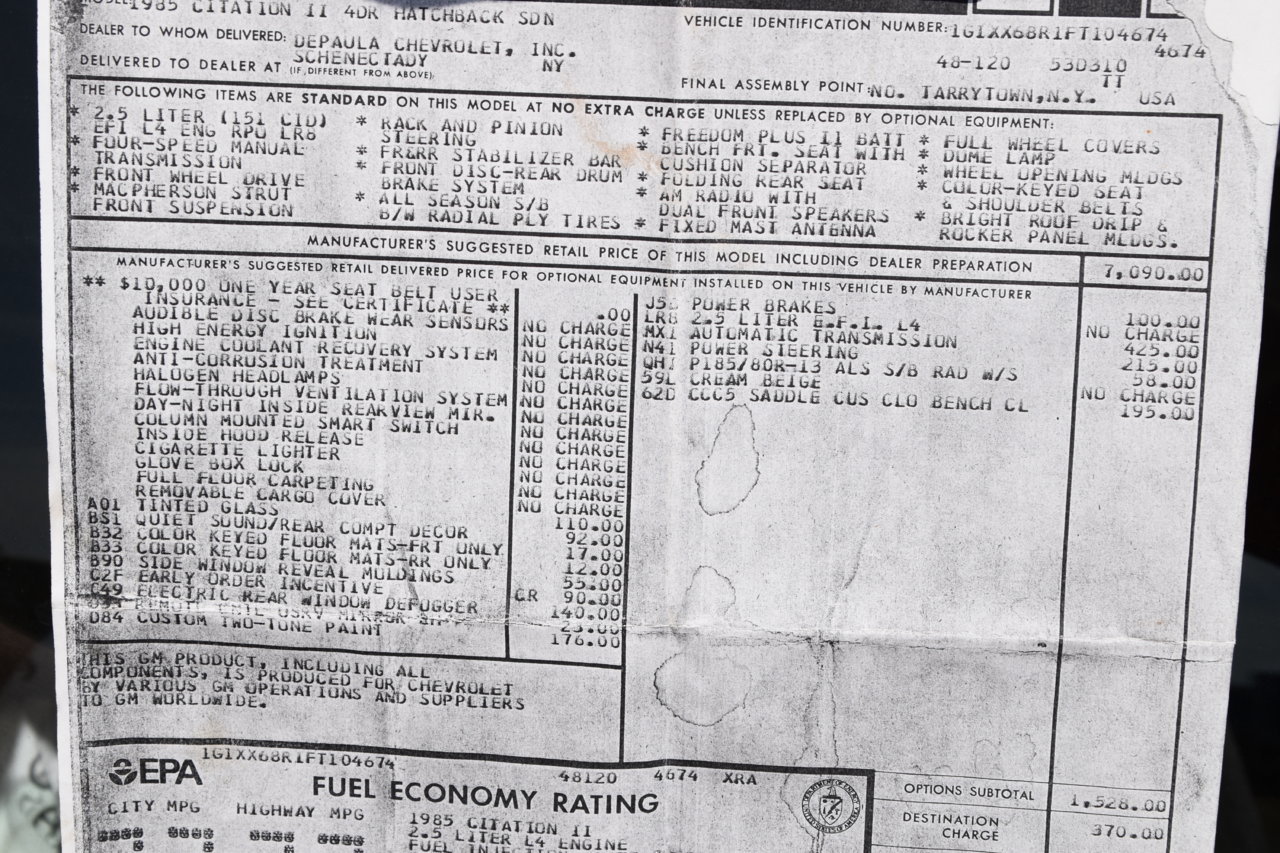 1985 CITATION II 4DR HATCHBACK SDN
VEHICLE IDENTIFICATION NUMBER: 1G1XX68R1FT104674
4674
DEALER TO WHOM DELIVERED: DEPAULA CHEVROLET, INC.
SCHENECTADY NY
48-120 53D310
TT
DELIVERED TO DEALER AT (IF, DIFFERENT FROM ABOVE):
FINAL ASSEMBLY POINT: NO. TARRYTOWN,N.Y. USA
THE FOLLOWING ITEMS ARE STANDARD ON THIS MODEL AT NO EXTRA CHARGE UNLESS REPLACED BY OPTIONAL EQUIPMENT:
* 2.5 LITER (151 CID)
EFI L4 ENG RPO LR8
* FOUR-SPEED MANUAL
TRANSMISSION
* FRONT WHEEL DRIVE
* MACPHERSON STRUT
FRONT SUSPENSION
* RACK AND PINION
STEERING
* FR&RR STABILIZER BAR
* FRONT DISC-REAR DRUM
BRAKE SYSTEM
* ALL SEASON S/B
B/W RADIAL PLY TIRES
* FREEDOM PLUS II BATT
* BENCH FRT. SEAT WITH
CUSHION SEPARATOR
* FOLDING REAR SEAT
* AM RADIO WITH
DUAL FRONT SPEAKERS
* FIXED MAST ANTENNA
* FULL WHEEL COVERS
* DOME LAMP
* WHEEL OPENING MLDGS
* COLOR-KEYED SEAT
& SHOULDER BELTS
* BRIGHT ROOF DRIP &
ROCKER PANEL MLDGS.
MANUFACTURER'S SUGGESTED RETAIL PRICE OF THIS MODEL INCLUDING DEALER PREPARATION 7,090.00
MANUFACTURER'S SUGGESTED RETAIL DELIVERED PRICE FOR OPTIONAL EQUIPMENT INSTALLED ON THIS VEHICLE BY MANUFACTURER
** $10,000 ONE YEAR SEAT BELT USER
INSURANCE - SEE CERTIFICATE ** .00
AUDIBLE DISC BRAKE WEAR SENSORS NO CHARGE
HIGH ENERGY IGNITION NO CHARGE
ENGINE COOLANT RECOVERY SYSTEM NO CHARGE
ANTI-CORROSION TREATMENT NO CHARGE
HALOGEN HEADLAMPS NO CHARGE
FLOW-THROUGH VENTILATION SYSTEM NO CHARGE
DAY-NIGHT INSIDE REARVIEW MIR. NO CHARGE
COLUMN MOUNTED SMART SWITCH NO CHARGE
INSIDE HOOD RELEASE NO CHARGE
CIGARETTE LIGHTER NO CHARGE
GLOVE BOX LOCK NO CHARGE
FULL FLOOR CARPETING NO CHARGE
REMOVABLE CARGO COVER NO CHARGE
A01 TINTED GLASS 110.00
BS1 QUIET SOUND/REAR COMPT DECOR 92.00
B32 COLOR KEYED FLOOR MATS-FRT ONLY 17.00
B33 COLOR KEYED FLOOR MATS-RR ONLY 12.00
B90 SIDE WINDOW REVEAL MOLDINGS 55.00
C2F EARLY ORDER INCENTIVE CR 90.00
C49 ELECTRIC REAR WINDOW DEFOGGER 140.00
MIRROR
D84 CUSTOM TWO-TONE PAINT 176.00
POWER BRAKES 100.00
LR8 2.5 LITER E.F.I. L4 NO CHARGE
MX1 AUTOMATIC TRANSMISSION 425.00
N41 POWER STEERING 215.00
QH1 P185/80R-13 ALS S/B RAD W/S 58.00
59L CREAM BEIGE NO CHARGE
62D CCC5 SADDLE CUS CLO BENCH CL 195.00
THIS GM PRODUCT, INCLUDING ALL
COMPONENTS, IS PRODUCED FOR CHEVROLET
BY VARIOUS GM OPERATIONS AND SUPPLIERS
TO GM WORLDWIDE.
1G1XX68R1FT104674
48120 4674 XRA
EPA FUEL ECONOMY RATING
CITY MPG HIGHWAY MPG
1985 CITATION II
2.5 LITER L4 ENGINE
OPTIONS SUBTOTAL 1,528.00
DESTINATION
CHARGE 370.00